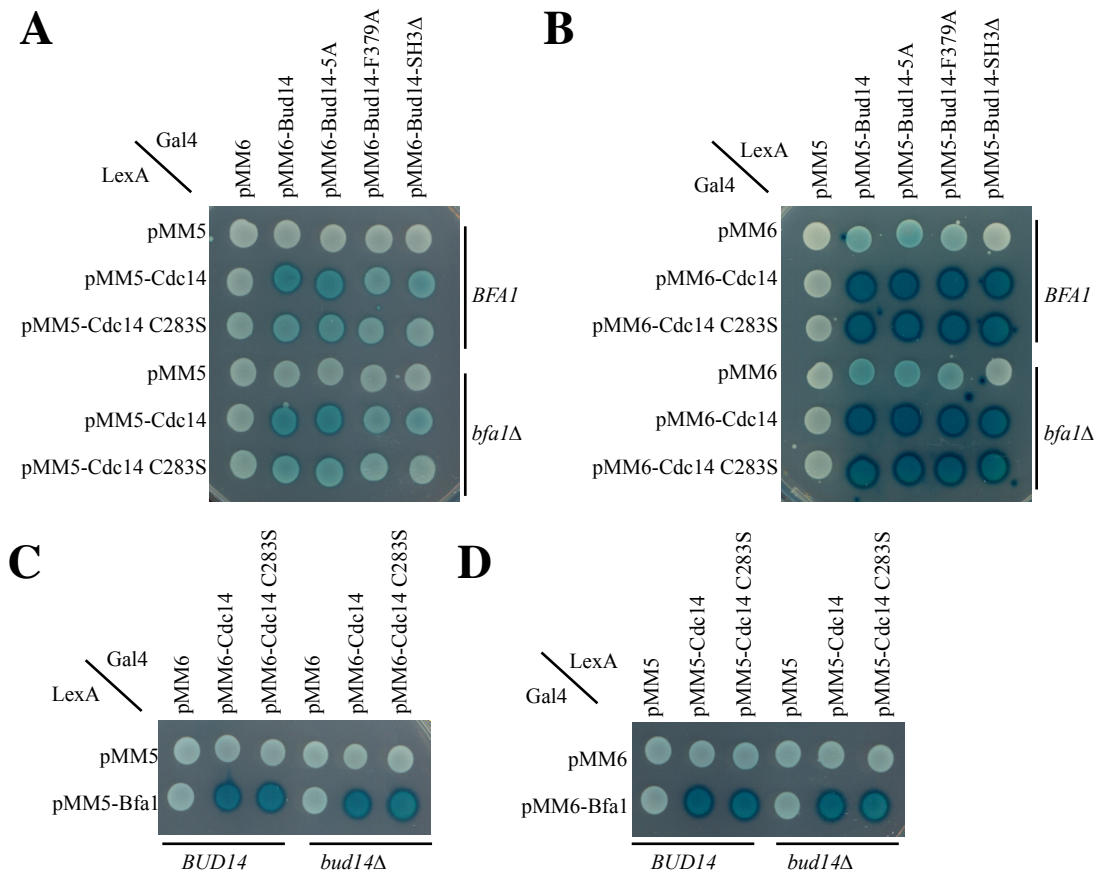 A
Gal4
LexA
pMM6
pMM6-Bud14
pMM6-Bud14-5A
pMM6-Bud14-F379A
pMM6-Bud14-SH3Δ
pMM5
pMM5-Cdc14
pMM5-Cdc14 C283S
pMM5
pMM5-Cdc14
pMM5-Cdc14 C283S
BFA1
bfa1Δ
B
LexA
Gal4
pMM5
pMM5-Bud14
pMM5-Bud14-5A
pMM5-Bud14-F379A
pMM5-Bud14-SH3Δ
pMM6
pMM6-Cdc14
pMM6-Cdc14 C283S
pMM6
pMM6-Cdc14
pMM6-Cdc14 C283S
BFA1
bfa1Δ
C
Gal4
LexA
pMM6
pMM6-Cdc14
pMM6-Cdc14 C283S
pMM6
pMM6-Cdc14
pMM6-Cdc14 C283S
pMM5
pMM5-Bfa1
BUD14
bud14Δ
D
LexA
Gal4
pMM5
pMM5-Cdc14
pMM5-Cdc14 C283S
pMM5
pMM5-Cdc14
pMM5-Cdc14 C283S
pMM6
pMM6-Bfa1
BUD14
bud14Δ